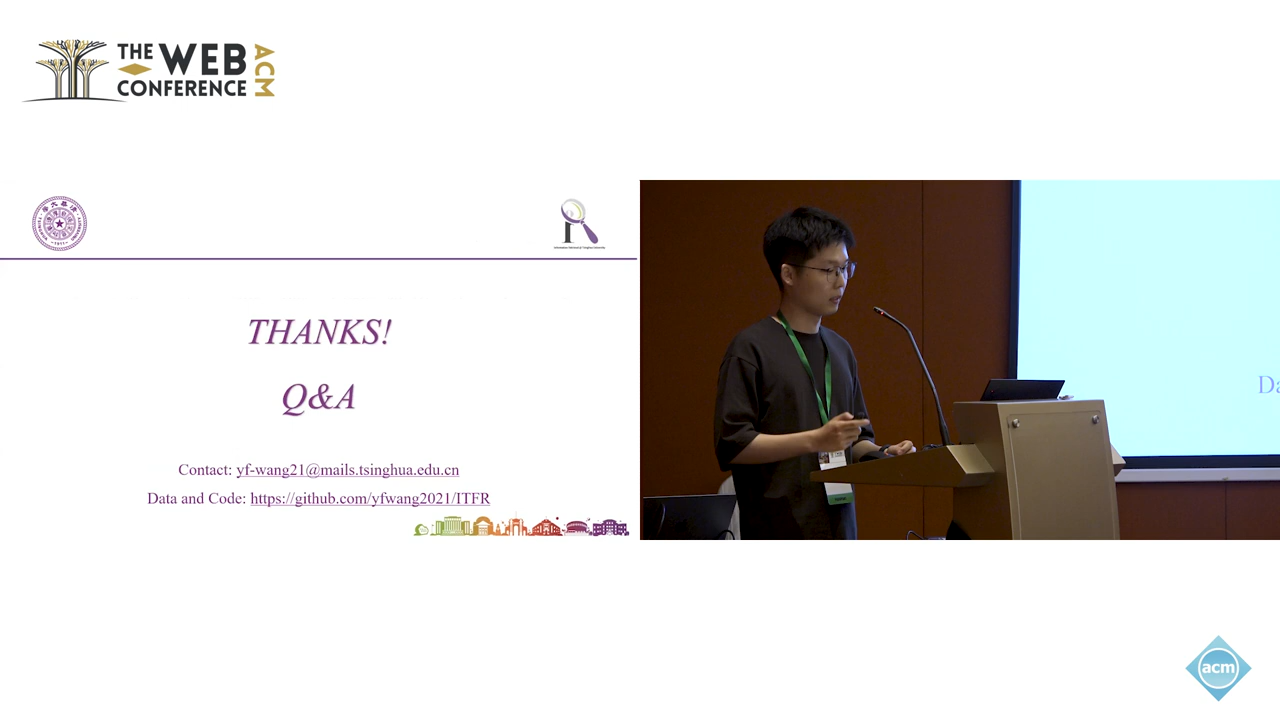 THE WEB
CONFERENCE
ACM
THANKS!
Q&A
Contact: yf-wang21@mails.tsinghua.edu.cn
Data and Code: https://github.com/yfwang2021/ITFR
Da
acm